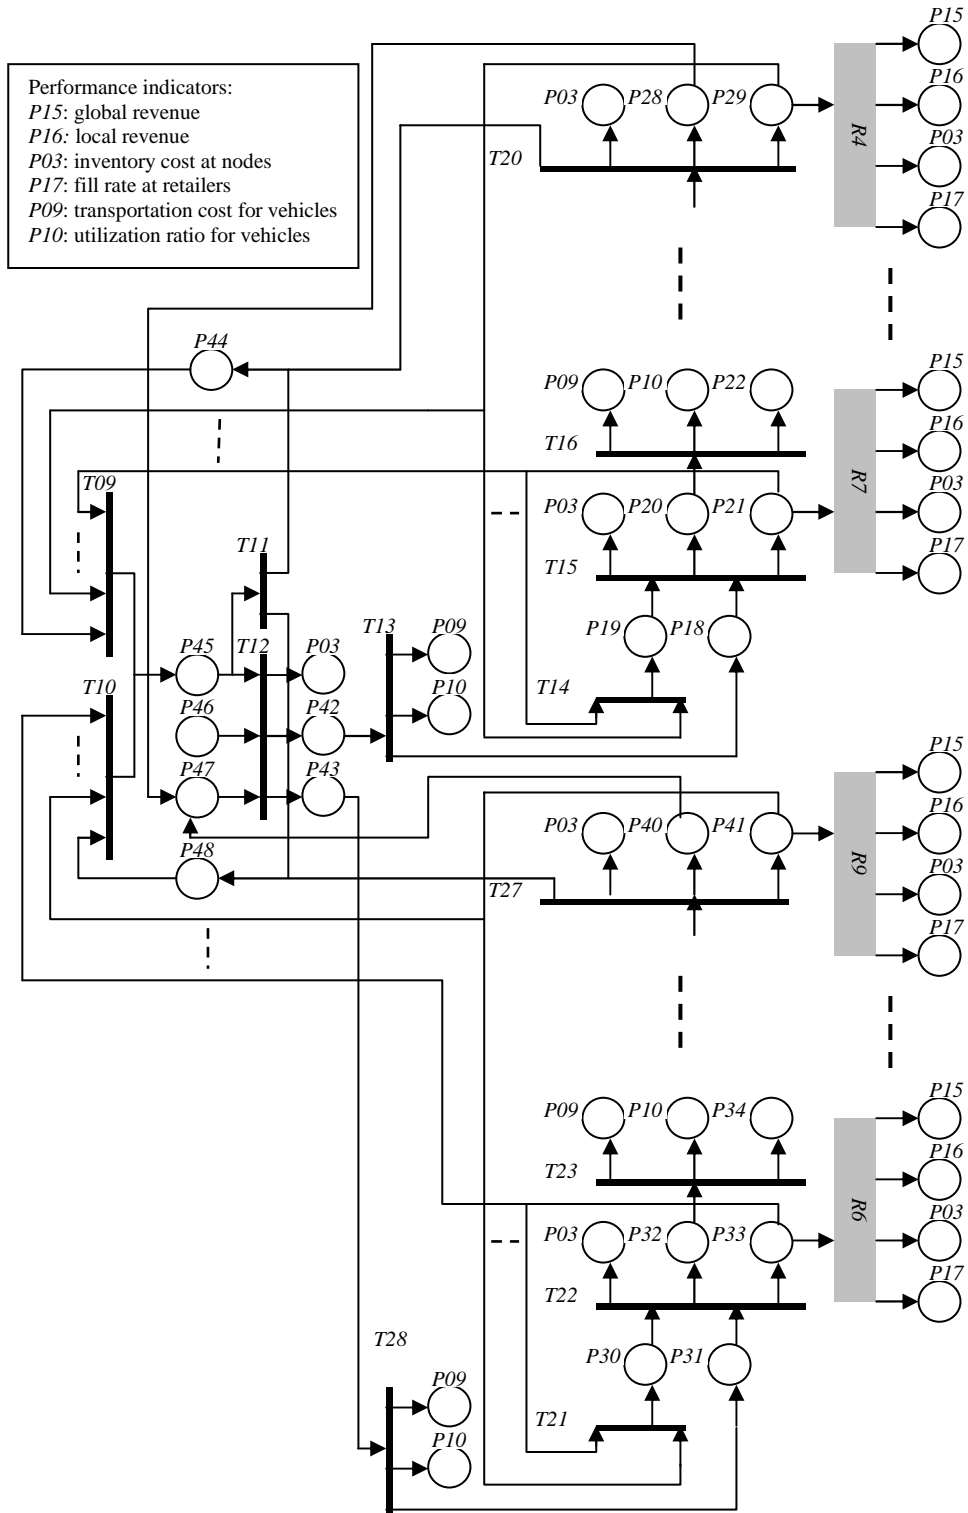 P15
Performance indicators:
P15: global revenue
P16: local revenue
P03: inventory cost at nodes
P17: fill rate at retailers
P09: transportation cost for vehicles
P10: utilization ratio for vehicles
P03 P28 P29
P16
R4
T20
P03
P17
P44
P09 P10 P22
P15
P16
T16
R7
T09
P03 P20 P21
P03
T11
T15
P17
P19 P18
T13 P09
P45 T12 P03
T10
T14
P10
P46 P42
P15
P47 P43
P16
P03 P40 P41
P48
R9
T27
P03
P17
P15
P09 P10 P34
P16
T23
R6
P03 P32 P33
P03
T22
P17
T28
P30 P31
P09
T21
P10